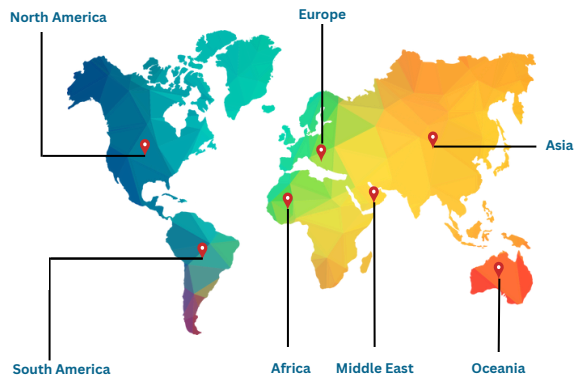 Europe
North America
Asia
South America
Africa
Middle East
Oceania